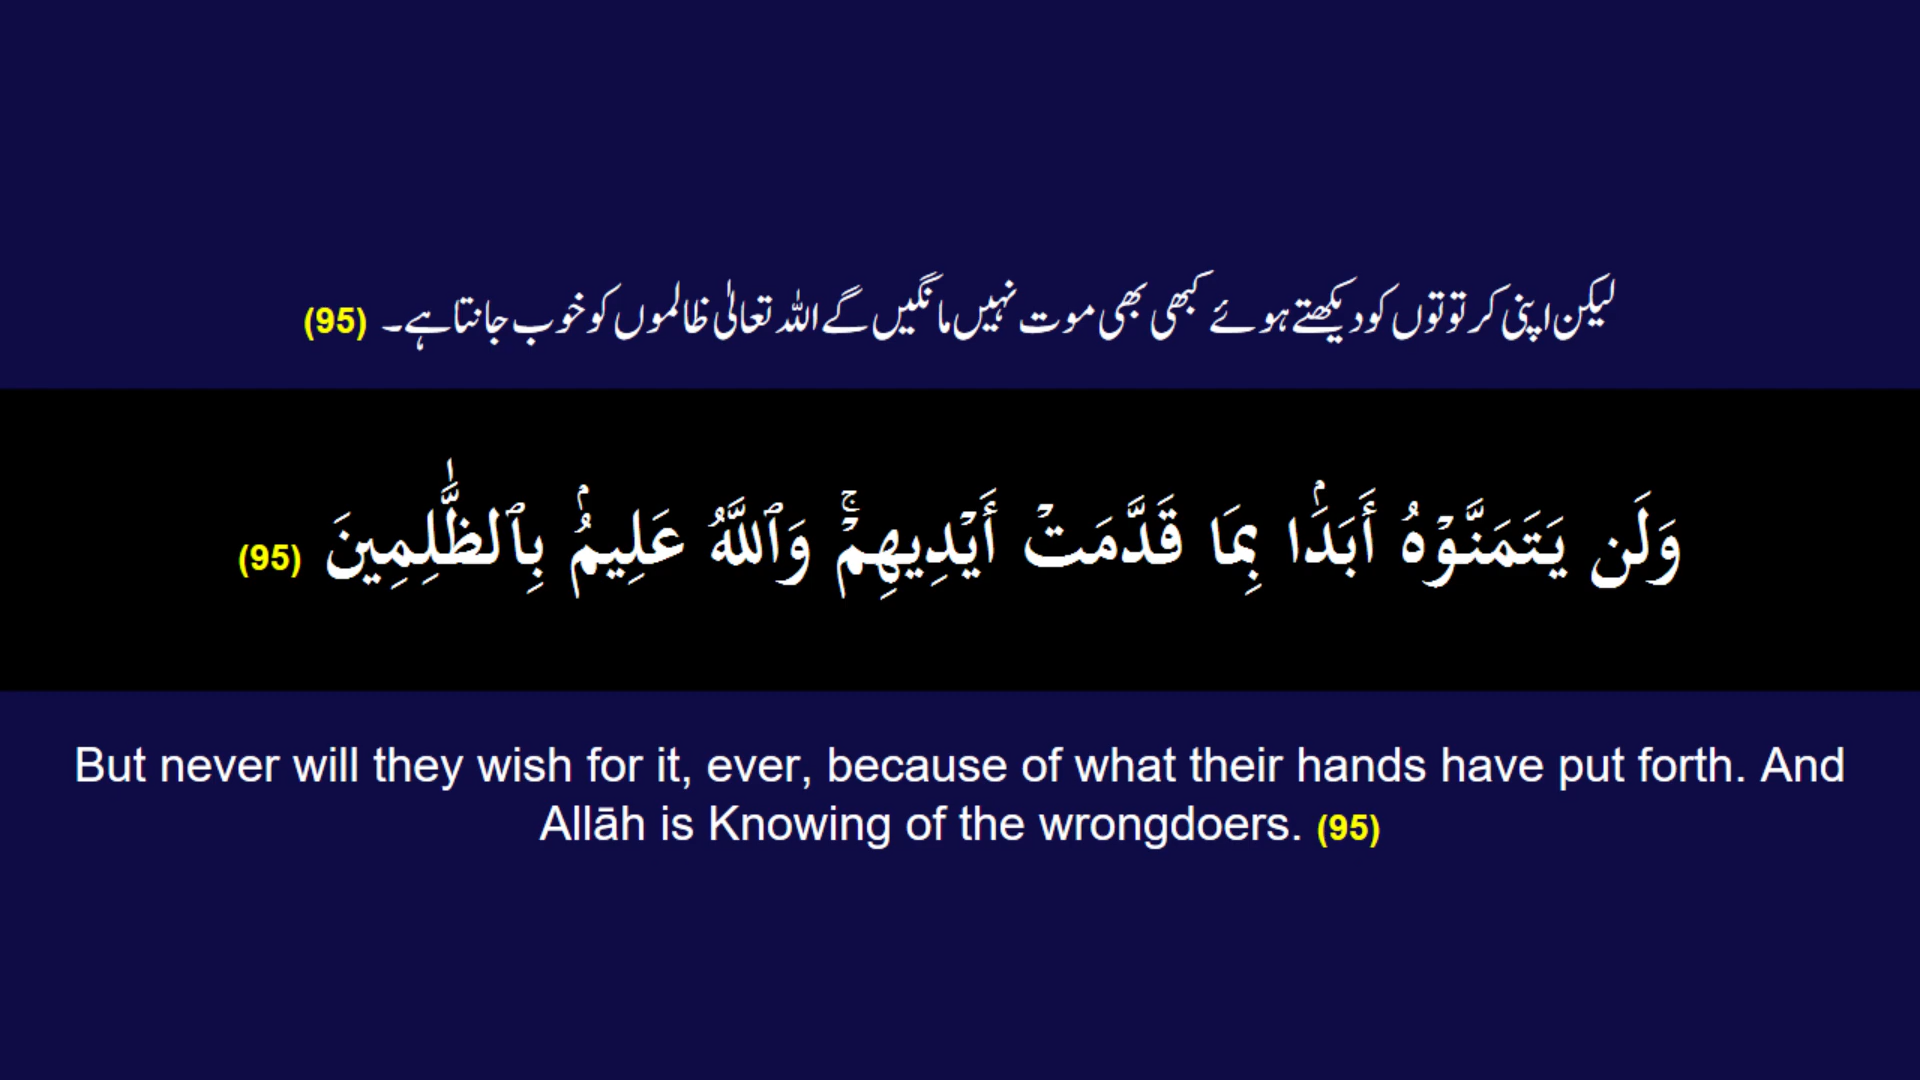 لیکن اپنی کرتوتوں کو دیکھتے ہوئے کبھی بھی موت نہیں مانگیں گے اللہ تعالیٰ ظالموں کو خوب جانتا ہے۔ (95)
وَلَن يَتَمَنَّوۡهُ أَبَدَۢا بِمَا قَدَّمَتۡ أَيۡدِيهِمۡۚ وَٱللَّهُ عَلِيمُۢ بِٱلظَّٰلِمِينَ (95)
But never will they wish for it, ever, because of what their hands have put forth. And
Allāh is Knowing of the wrongdoers. (95)